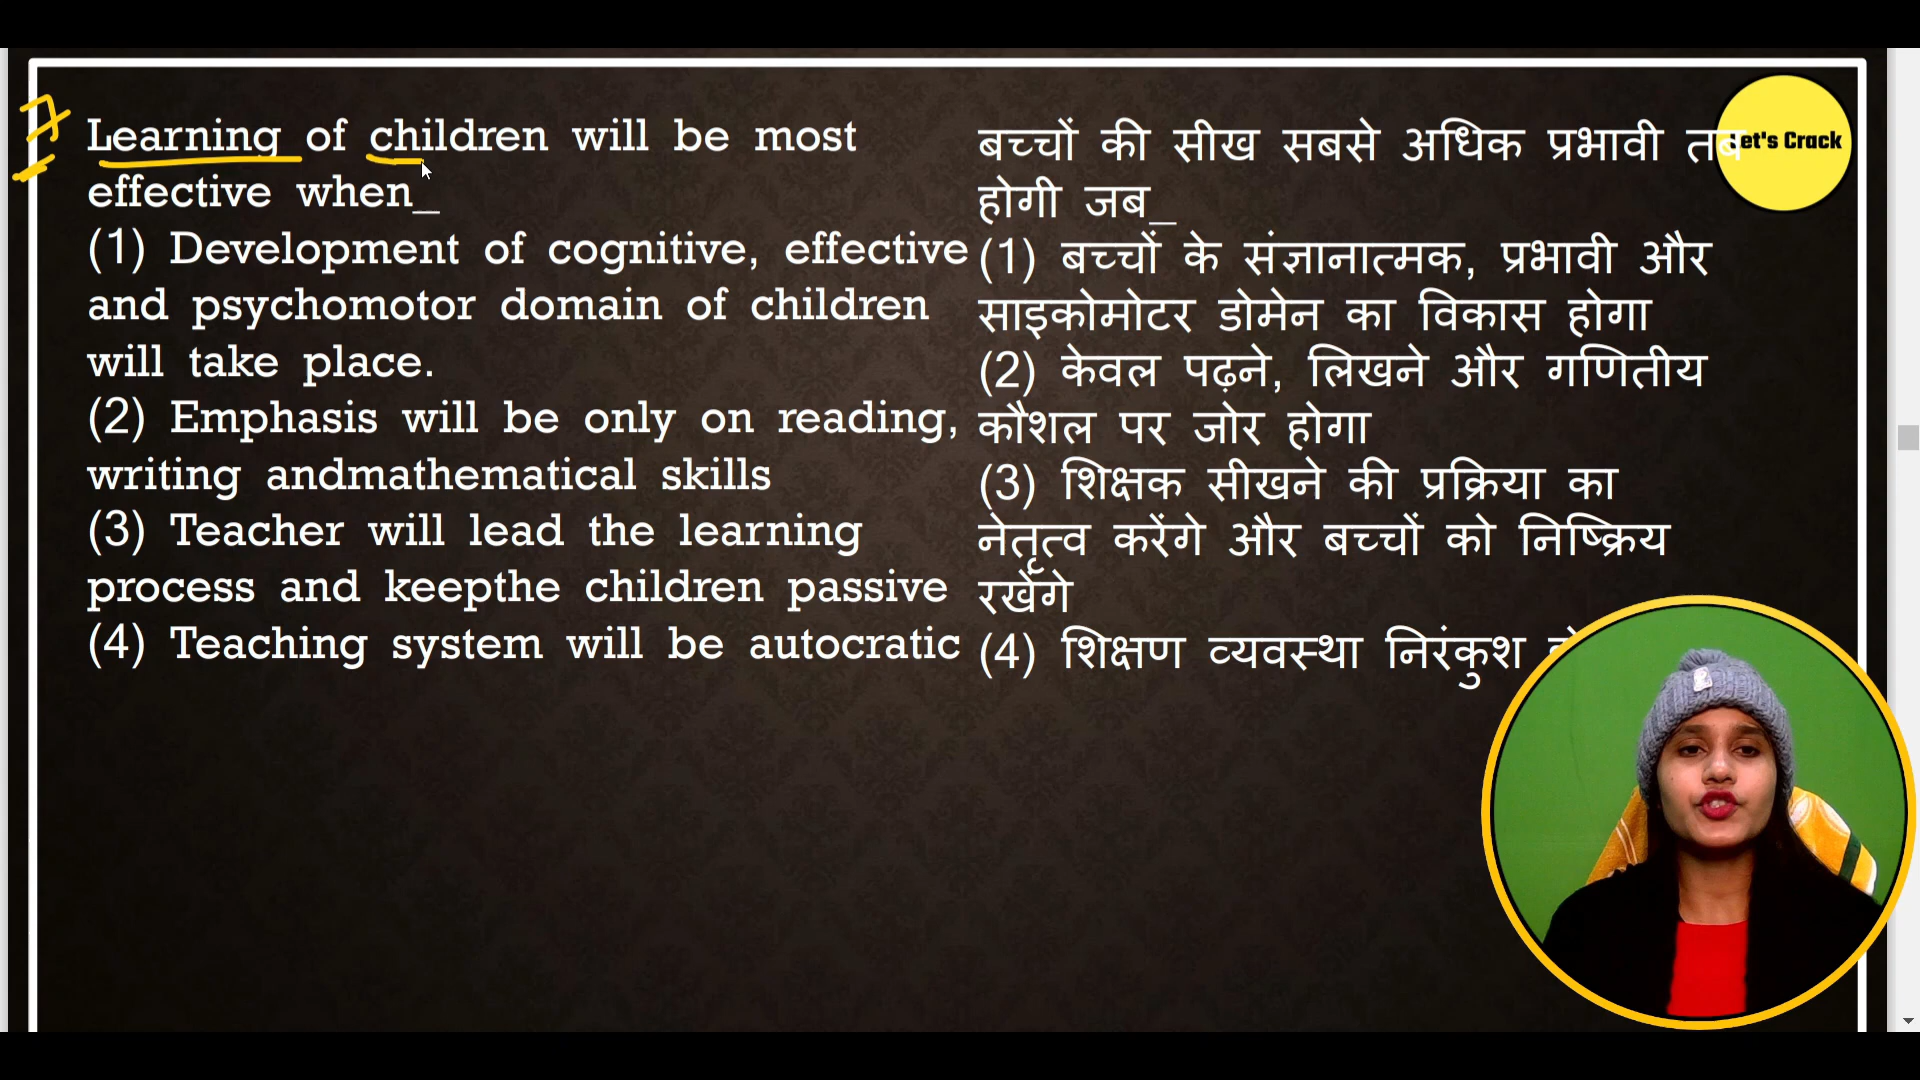 7
Learning of children will be most
effective when_
(1) Development of cognitive, effective
and psychomotor domain of children
will take place.
(2) Emphasis will be only on reading,
writing andmathematical skills
(3) Teacher will lead the learning
process and keepthe children passive
(4) Teaching system will be autocratic
बच्चों की सीख सबसे अधिक प्रभावी तब
होगी जब_
(1) बच्चों के संज्ञानात्मक, प्रभावी और
साइकोमोटर डोमेन का विकास होगा
(2) केवल पढ़ने, लिखने और गणितीय
कौशल पर जोर होगा
(3) शिक्षक सीखने की प्रक्रिया का
नेतृत्व करेंगे और बच्चों को निष्क्रिय
रखेंगे
(4) शिक्षण व्यवस्था निरंकुश
Let's Crack